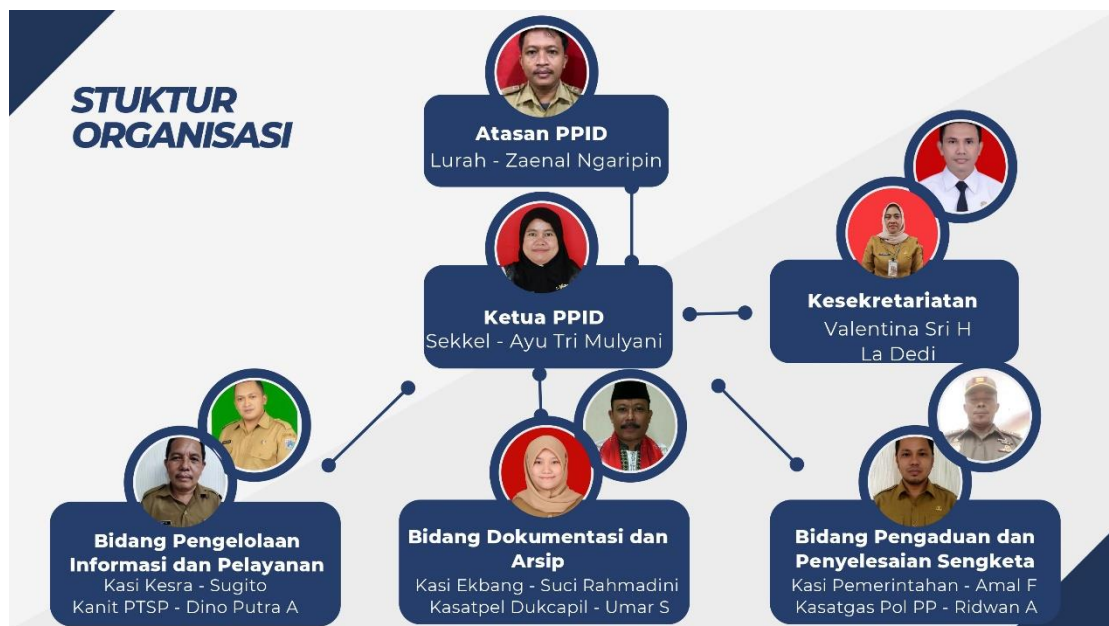 STUKTUR
ORGANISASI
Atasan PPID
Lurah - Zaenal Ngaripin
Ketua PPID
Sekkel - Ayu Tri Mulyani
Kesekretariatan
Valentina Sri H
La Dedi
Bidang Pengelolaan
Informasi dan Pelayanan
Kasi Kesra - Sugito
Kanit PTSP - Dino Putra A
Bidang Dokumentasi dan
Arsip
Kasi Ekbang - Suci Rahmadini
Kasatpel Dukcapil - Umar S
Bidang Pengaduan dan
Penyelesaian Sengketa
Kasi Pemerintahan - Amal F
Kasatgas Pol PP - Ridwan A